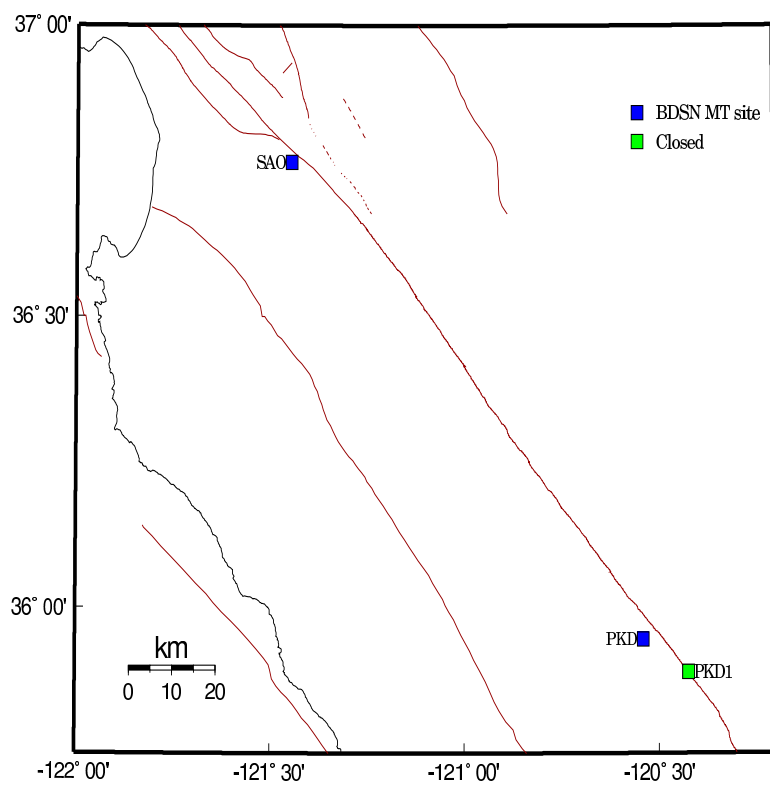 37° 00'
BDSN MT site
Closed
SAO
36° 30'
36° 00'
PKD
km
PKD1
0 10 20
-122° 00' -121° 30' -121° 00' -120° 30'